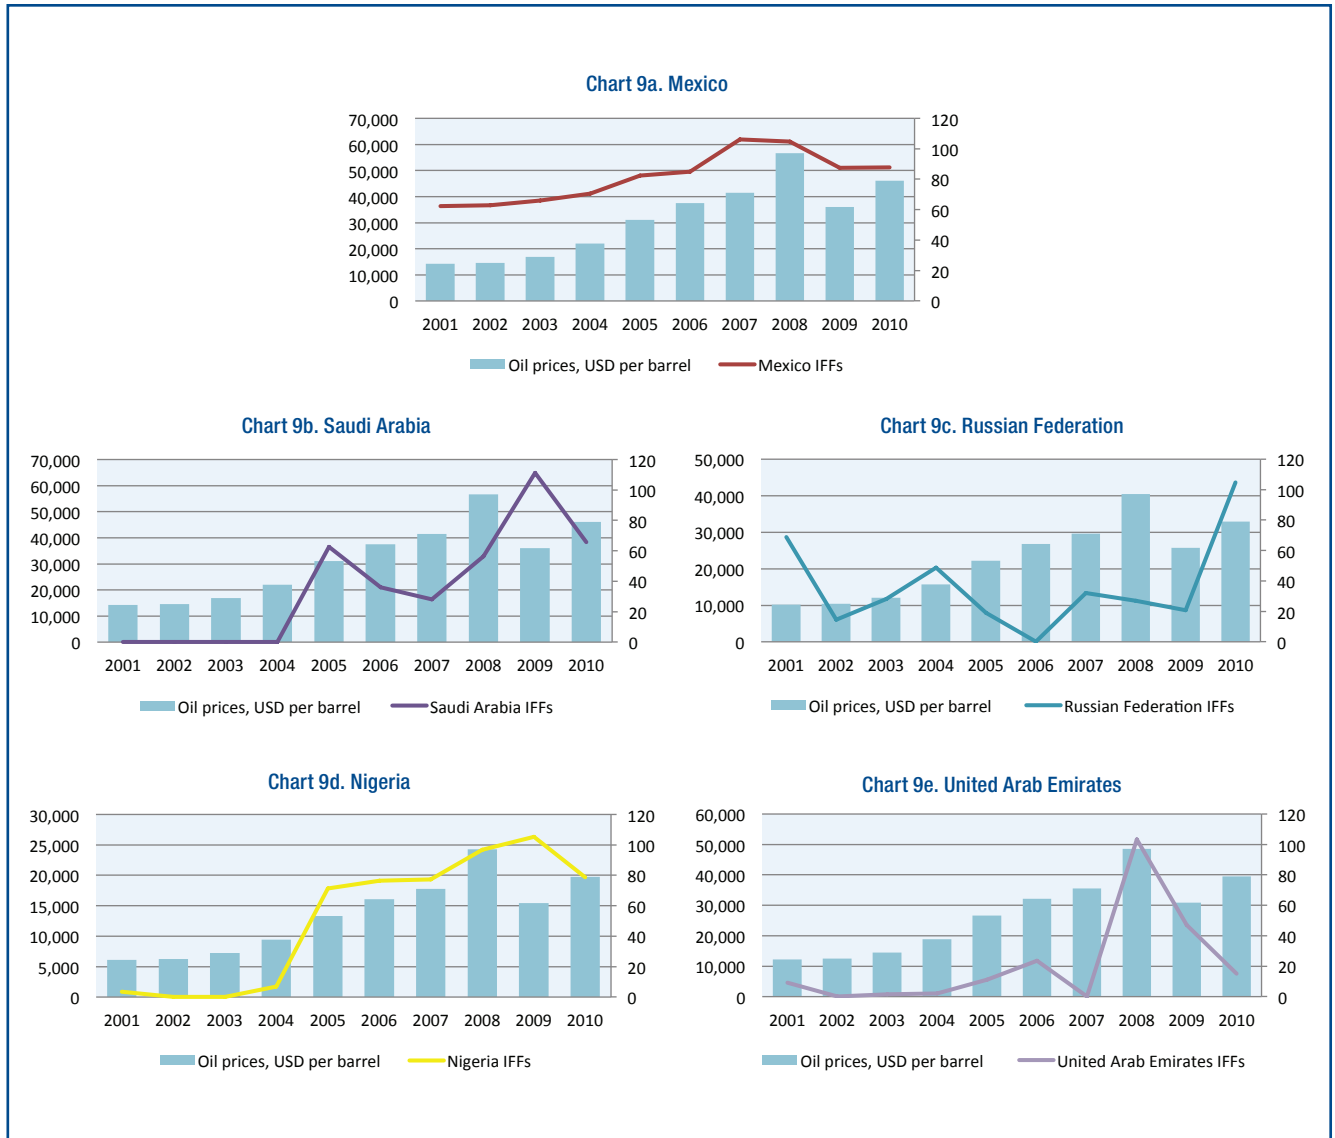 Chart 9a. Mexico
70,000 120
60,000 100
50,000 80
40,000 60
30,000 40
20,000 20
10,000 0
0
2001 2002 2003 2004 2005 2006 2007 2008 2009 2010
Oil prices, USD per barrel Mexico IFFs
Chart 9b. Saudi Arabia
70,000 120
60,000 100
50,000 80
40,000 60
30,000 40
20,000 20
10,000 0
0
2001 2002 2003 2004 2005 2006 2007 2008 2009 2010
Oil prices, USD per barrel Saudi Arabia IFFs
Chart 9c. Russian Federation
50,000 120
40,000 100
30,000 80
20,000 60
10,000 40
0 20
0
2001 2002 2003 2004 2005 2006 2007 2008 2009 2010
Oil prices, USD per barrel Russian Federation IFFs
Chart 9d. Nigeria
30,000 120
25,000 100
20,000 80
15,000 60
10,000 40
5,000 20
0 0
2001 2002 2003 2004 2005 2006 2007 2008 2009 2010
Oil prices, USD per barrel Nigeria IFFs
Chart 9e. United Arab Emirates
60,000 120
50,000 100
40,000 80
30,000 60
20,000 40
10,000 20
0 0
2001 2002 2003 2004 2005 2006 2007 2008 2009 2010
Oil prices, USD per barrel United Arab Emirates IFFs